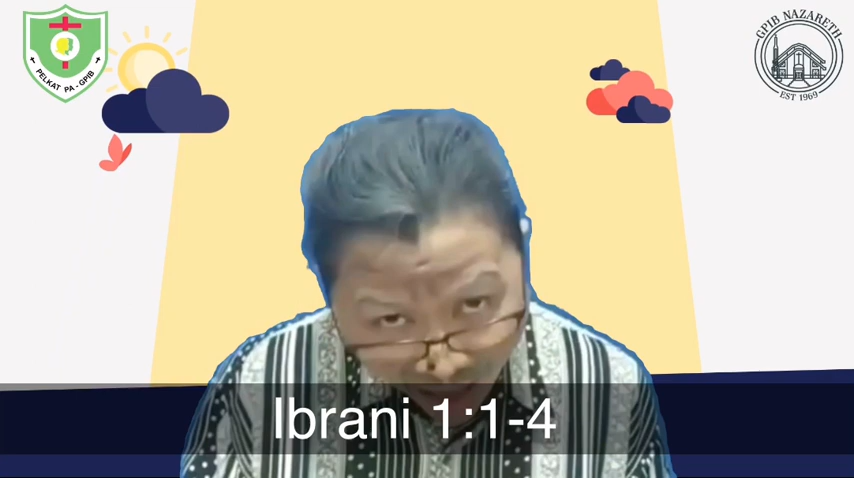 PELKAT PA - GPIB
GPIB NAZARETH
EST 1969
Ibrani 1:1-4